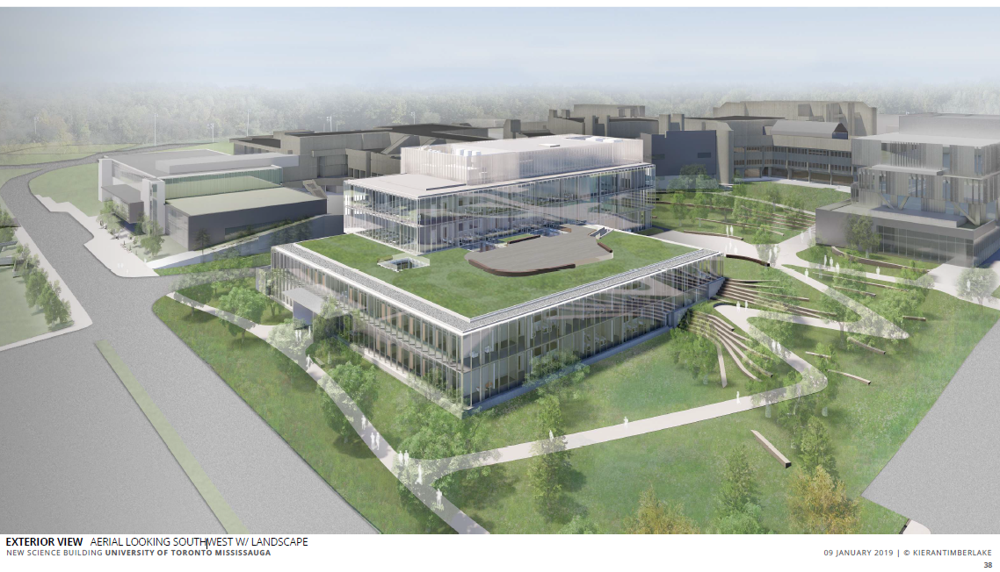 EXTERIOR VIEW AERIAL LOOKING SOUTHWEST W/ LANDSCAPE
NEW SCIENCE BUILDING UNIVERSITY OF TORONTO MISSISSAUGA
09 JANUARY 2019 | © KIERANTIMBERLAKE
38